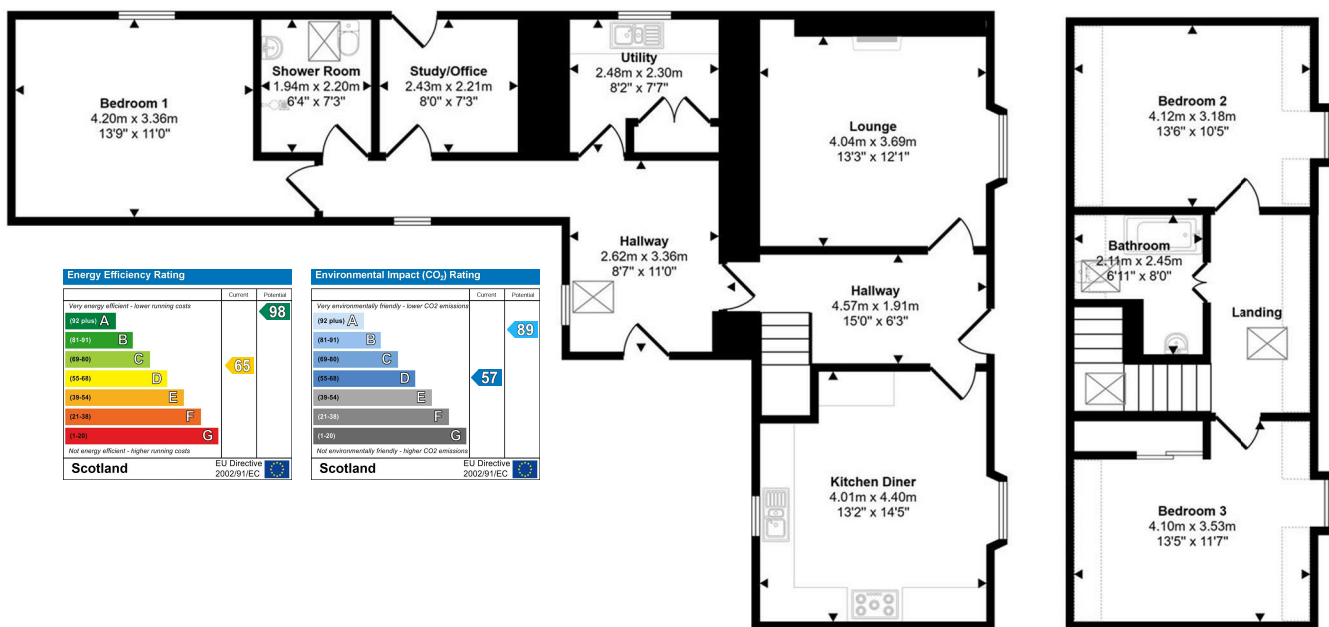 Bedroom 1
4.20m x 3.36m
13'9" x 11'0"
Shower Room
1.94m x 2.20m
6'4" x 7'3"
Study/Office
2.43m x 2.21m
8'0" x 7'3"
Utility
2.48m x 2.30m
8'2" x 7'7"
Lounge
4.04m x 3.69m
13'3" x 12'1"
Hallway
2.62m x 3.36m
8'7" x 11'0"
Hallway
4.57m x 1.91m
15'0" x 6'3"
Kitchen Diner
4.01m x 4.40m
13'2" x 14'5"
Bedroom 2
4.12m x 3.18m
13'6" x 10'5"
Bathroom
2.11m x 2.45m
6'11" x 8'0"
Landing
Bedroom 3
4.10m x 3.53m
13'5" x 11'7"
Energy Efficiency Rating
Current Potential
Very energy efficient - lower running costs
(92 plus) A
(81-91) B
(69-80) C
(55-68) D
(39-54) E
(21-38) F
(1-20) G
65
98
Not energy efficient - higher running costs
Scotland
EU Directive
2002/91/EC
Environmental Impact (CO₂) Rating
Current Potential
Very environmentally friendly - lower CO2 emissions
(92 plus) A
(81-91) B
(69-80) C
(55-68) D
(39-54) E
(21-38) F
(1-20) G
57
89
Not environmentally friendly - higher CO2 emissions
Scotland
EU Directive
2002/91/EC